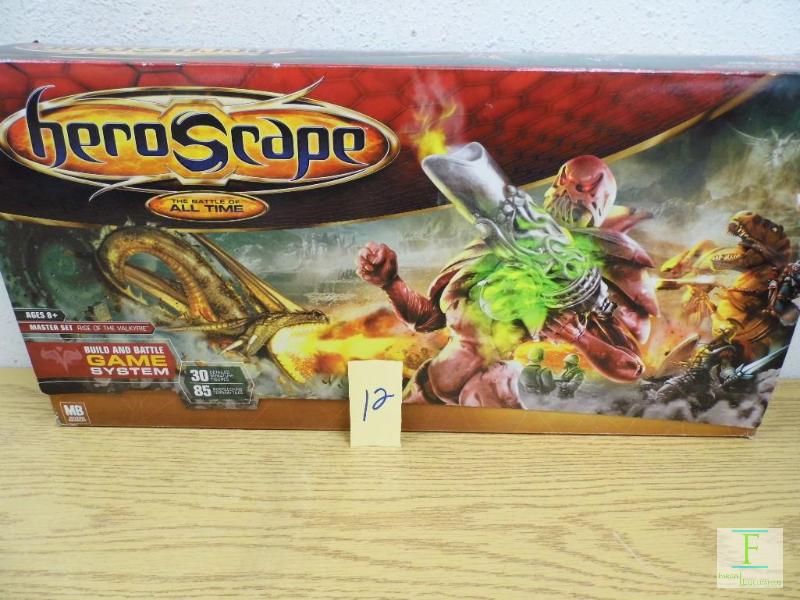 heroScape
THE BATTLE OF
ALL TIME
AGES 8+
MASTER SET RISE OF THE VALKYRIE
BUILD AND BATTLE
GAME
SYSTEM
30
85
MB
12
F